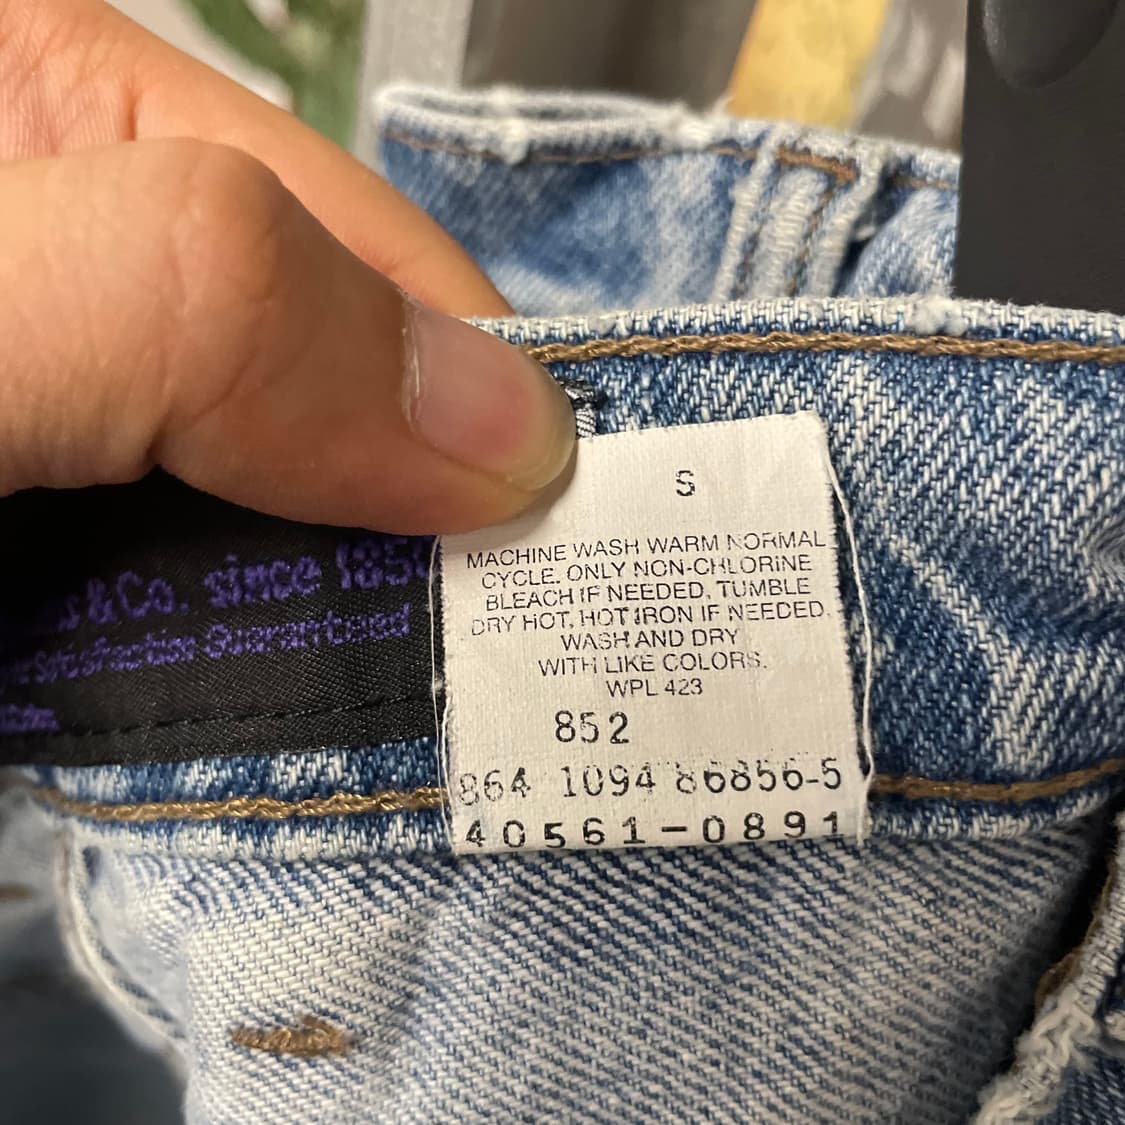 &Co. since 185
Satisfaction Guaranteed
S
MACHINE WASH WARM NORMAL
CYCLE. ONLY NON-CHLORINE
BLEACH IF NEEDED, TUMBLE
DRY HOT, HOT IRON IF NEEDED.
WASH AND DRY
WITH LIKE COLORS.
WPL 423
852
864 1094 86856-5
40561-0891